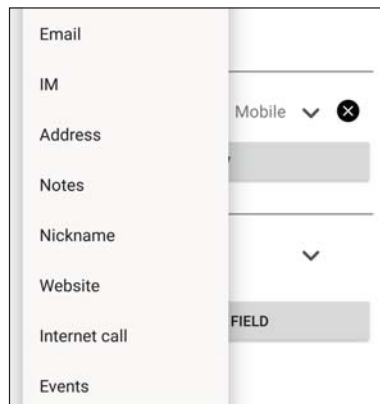 Email
IM
Address
Mobile
Notes
Nickname
Website
Internet call
FIELD
Events